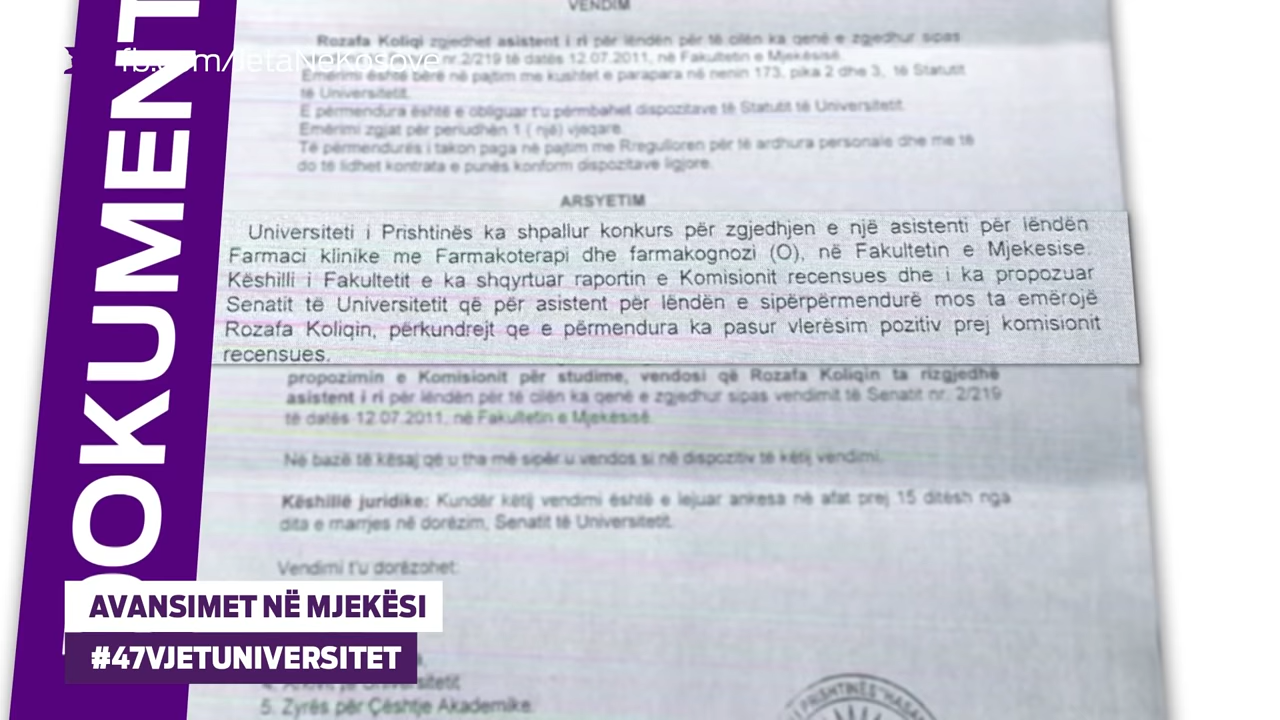 VENDIM
fb.com/JetaNeKosove
Rozafa Koliqi zgjedhet asistent i ri për lëndën për të cilën ka qenë e zgjedhur sipas
nr.2/219 të datës 12.07.2011, në Fakultetin e Mjekësisë.
Emërimi është bërë në pajtim me kushtet e parapara në nenin 173, pika 2 dhe 3, të Statutit
të Universitetit.
E përmendura është e obliguar t'u përmbahet dispozitave të Statutit të Universitetit.
Emërimi zgjat për periudhën 1 ( një) vjeçare.
Të përmendurës i takon paga në pajtim me Rregulloren për të ardhura personale dhe me të
do të lidhet kontrata e punës konform dispozitave ligjore.
ARSYETIM
Universiteti i Prishtinës ka shpallur konkurs për zgjedhjen e një asistenti për lëndën
Farmaci klinike me Farmakoterapi dhe farmakognozi (O), në Fakultetin e Mjekesise.
Këshilli i Fakultetit e ka shqyrtuar raportin e Komisionit recensues dhe i ka propozuar
Senatit të Universitetit që për asistent për lëndën e sipërpërmendurë mos ta emërojë
Rozafa Koliqin, përkundrejt qe e përmendura ka pasur vlerësim pozitiv prej komisionit
recensues.
propozimin e Komisionit për studime, vendosi që Rozafa Koliqin ta rizgjedhë
asistent i ri për lëndën për të cilën ka qenë e zgjedhur sipas vendimit të Senatit nr. 2/219
të datës 12.07.2011, në Fakultetin e Mjekësisë.
Në bazë të kësaj që u tha më sipër u vendos si në dispozitiv të këtij vendimi.
Këshillë juridike: Kundër këtij vendimi është e lejuar ankesa në afat prej 15 ditësh nga
dita e marrjes në dorëzim, Senatit të Universitetit.
Vendimi t'u dorëzohet:
4. Arkivit të Universitetit
5. Zyrës për Çështje Akademike.
PRISHTINËS "HASAN
DOKUMENT
AVANSIMET NË MJEKËSI
#47VJETUNIVERSITET